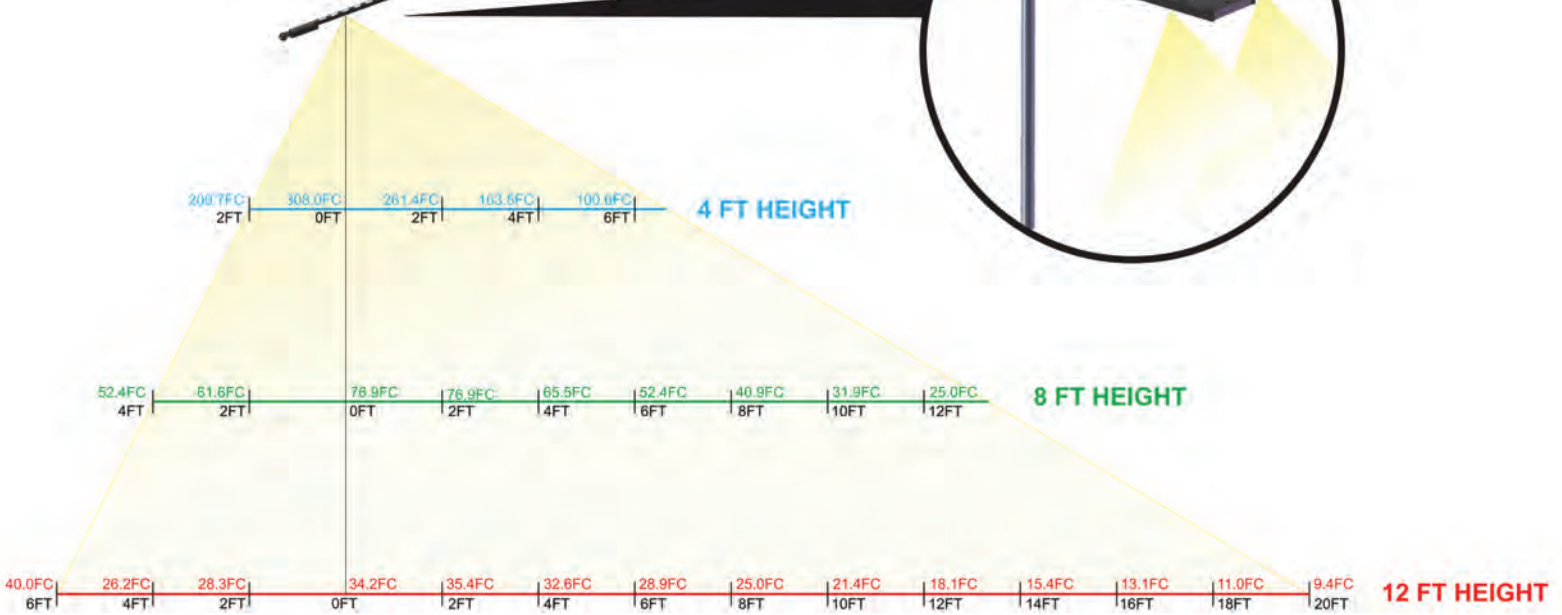 200.7FC 308.0FC 261.4FC 163.5FC 100.6FC
2FT 0FT 2FT 4FT 6FT
4 FT HEIGHT
52.4FC 61.6FC 76.9FC 76.9FC 65.5FC 52.4FC 40.9FC 31.9FC 25.0FC
4FT 2FT 0FT 2FT 4FT 6FT 8FT 10FT 12FT
8 FT HEIGHT
40.0FC 26.2FC 28.3FC 34.2FC 35.4FC 32.6FC 28.9FC 25.0FC 21.4FC 18.1FC 15.4FC 13.1FC 11.0FC 9.4FC
6FT 4FT 2FT 0FT 2FT 4FT 6FT 8FT 10FT 12FT 14FT 16FT 18FT 20FT
12 FT HEIGHT